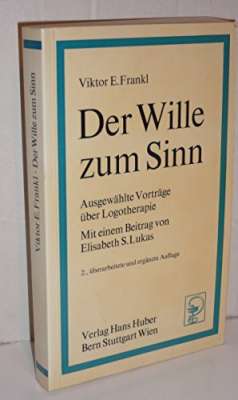 Viktor E. Frankl · Der Wille zum Sinn
Viktor E. Frankl
Der Wille
zum Sinn
Ausgewählte Vorträge
über Logotherapie
Mit einem Beitrag von
Elisabeth S. Lukas
2., überarbeitete und ergänzte Auflage
Verlag Hans Huber
Bern Stuttgart Wien